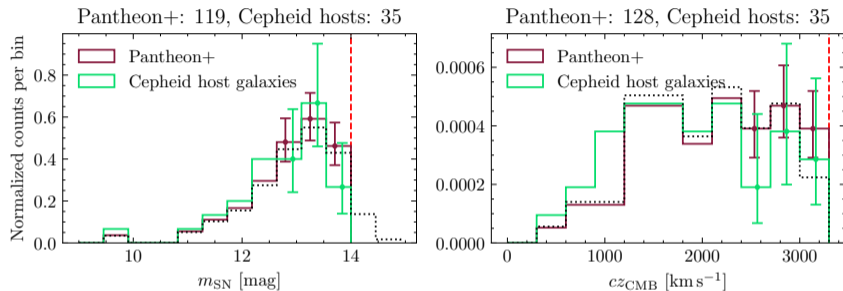 Pantheon+: 119, Cepheid hosts: 35
Normalized counts per bin
0.8
0.6
0.4
0.2
0.0
Pantheon+
Cepheid host galaxies
10
12
14
m_SN [mag]
Pantheon+: 128, Cepheid hosts: 35
0.0006
0.0004
0.0002
0.0000
Pantheon+
Cepheid host galaxies
0
1000
2000
3000
cz_CMB [km s⁻¹]